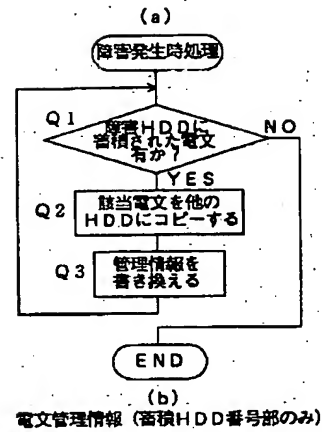 (a)
障害発生時処理
Q1
障害HDDに
蓄積された電文
有か?
NO
YES
Q2
該当電文を他の
HDDにコピーする
Q3
管理情報を
書き換える
END
(b)
電文管理情報(蓄積HDD番号部のみ)